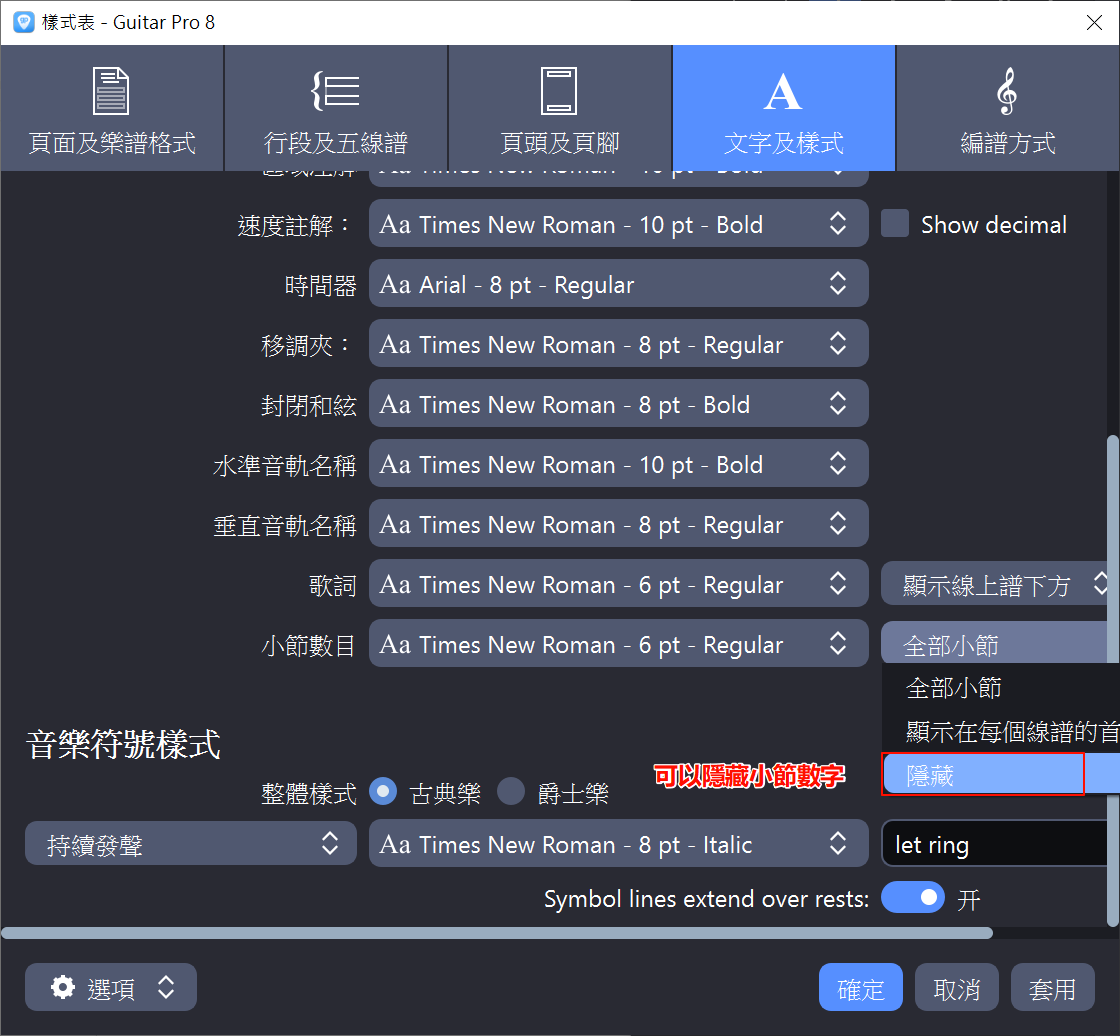 樣式表 - Guitar Pro 8
頁面及樂譜格式
行段及五線譜
頁頭及頁腳
文字及樣式
編譜方式
區域註解 Aa Times New Roman - 10 pt - Bold
速度註解： Aa Times New Roman - 10 pt - Bold Show decimal
時間器 Aa Arial - 8 pt - Regular
移調夾： Aa Times New Roman - 8 pt - Regular
封閉和絃 Aa Times New Roman - 8 pt - Bold
水準音軌名稱 Aa Times New Roman - 10 pt - Bold
垂直音軌名稱 Aa Times New Roman - 8 pt - Regular
歌詞 Aa Times New Roman - 6 pt - Regular 顯示線上譜下方
小節數目 Aa Times New Roman - 6 pt - Regular 全部小節
全部小節
顯示在每個線譜的首
隱藏
音樂符號樣式
可以隱藏小節數字
整體樣式 古典樂 爵士樂
持續發聲 Aa Times New Roman - 8 pt - Italic let ring
Symbol lines extend over rests: 开
選項 確定 取消 套用